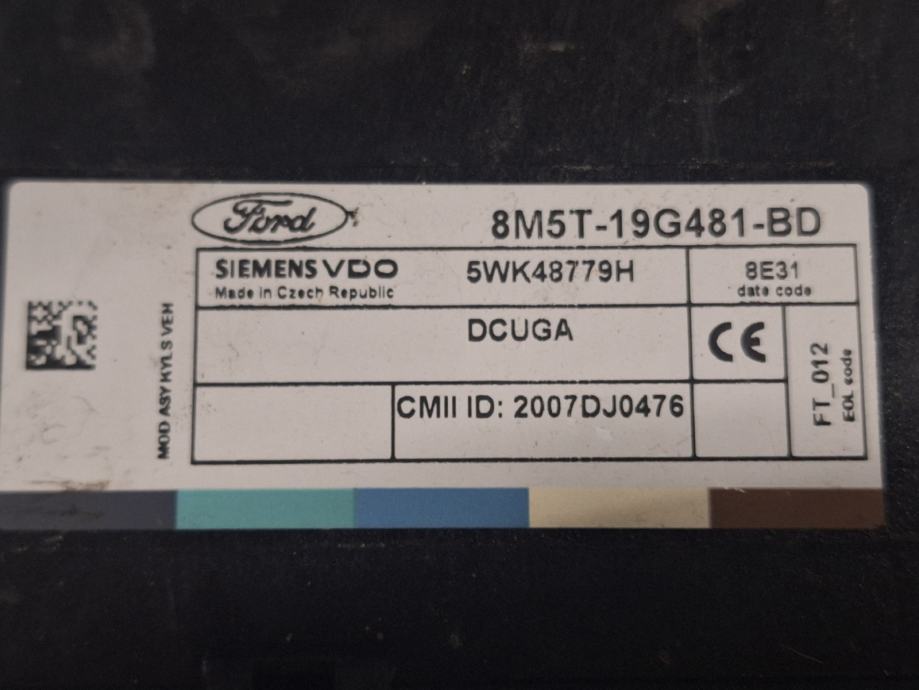 Ford
8M5T-19G481-BD
SIEMENS VDO
Made in Czech Republic
5WK48779H
8E31
date code
MOD ASY KYLS VEH
DCUGA
CE
FT_012
EOL code
CMII ID: 2007DJ0476